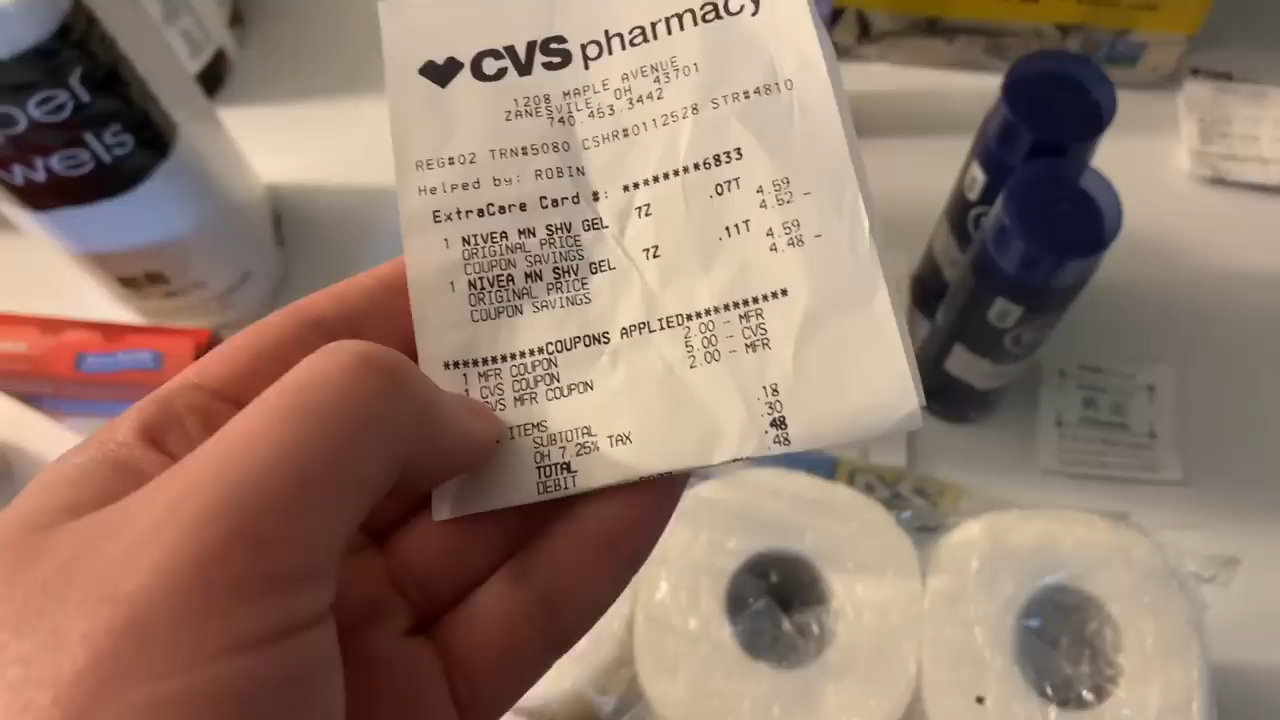 CVS pharmacy
1208 MAPLE AVENUE
ZANESVILLE, OH 43701
740.453.3442
REG#02 TRN#5080 CSHR#0112528 STR#4810
Helped by: ROBIN
ExtraCare Card #: ********6833
1 NIVEA MN SHV GEL 7Z .07T
ORIGINAL PRICE 4.59
COUPON SAVINGS 4.52 -
1 NIVEA MN SHV GEL 7Z .11T
ORIGINAL PRICE 4.59
COUPON SAVINGS 4.48 -
***********COUPONS APPLIED***********
1 MFR COUPON 2.00 - MFR
1 CVS COUPON 5.00 - CVS
CVS MFR COUPON 2.00 - MFR
ITEMS
SUBTOTAL .18
OH 7.25% TAX .30
TOTAL .48
DEBIT .48
per
wels